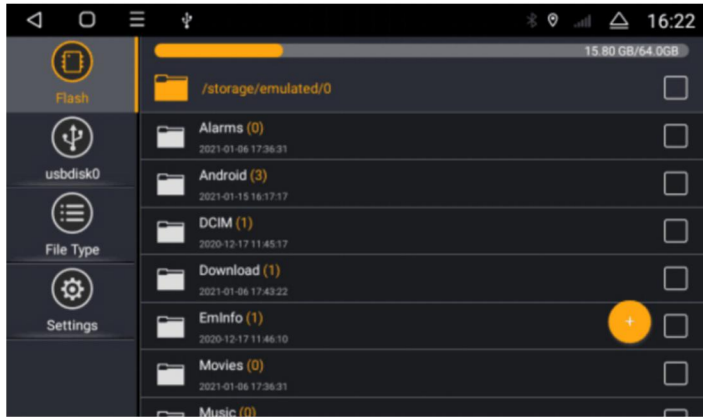 16:22
15.80 GB/64.0GB
Flash
/storage/emulated/0
Alarms (0)
2021-01-06 17:36:31
usbdisk0
Android (3)
2021-01-15 16:17:17
DCIM (1)
2020-12-17 11:45:17
File Type
Download (1)
2021-01-06 17:43:22
Settings
EmInfo (1)
2020-12-17 11:46:10
+
Movies (0)
2021-01-06 17:36:31
Music (0)